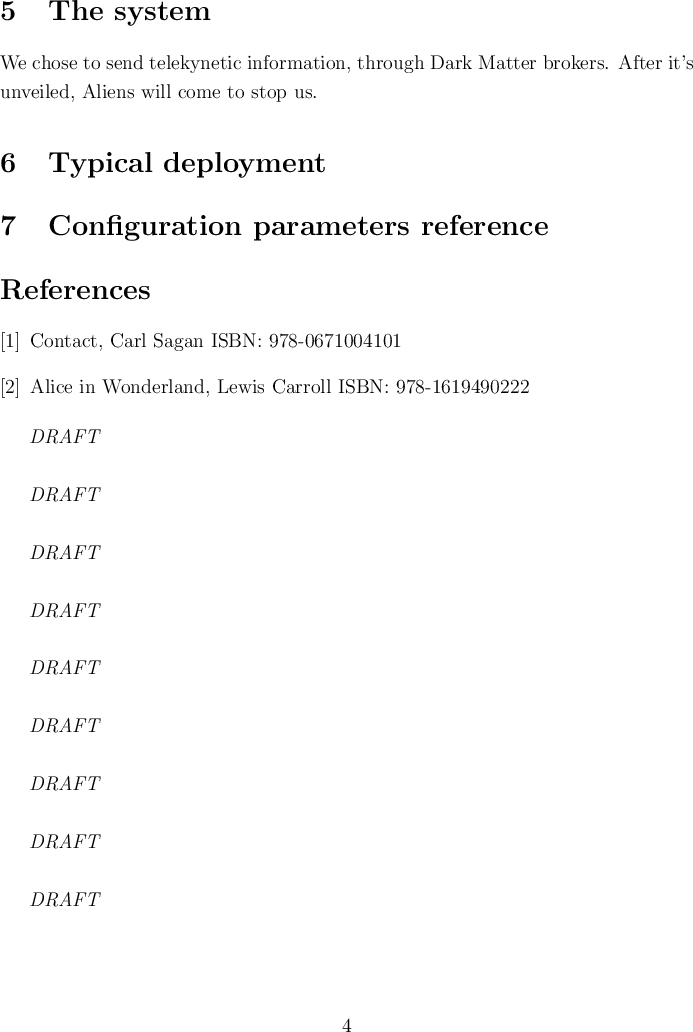 5 The system
We chose to send telekynetic information, through Dark Matter brokers. After it's
unveiled, Aliens will come to stop us.
6 Typical deployment
7 Configuration parameters reference
References
[1] Contact, Carl Sagan ISBN: 978-0671004101
[2] Alice in Wonderland, Lewis Carroll ISBN: 978-1619490222
DRAFT
DRAFT
DRAFT
DRAFT
DRAFT
DRAFT
DRAFT
DRAFT
DRAFT
4